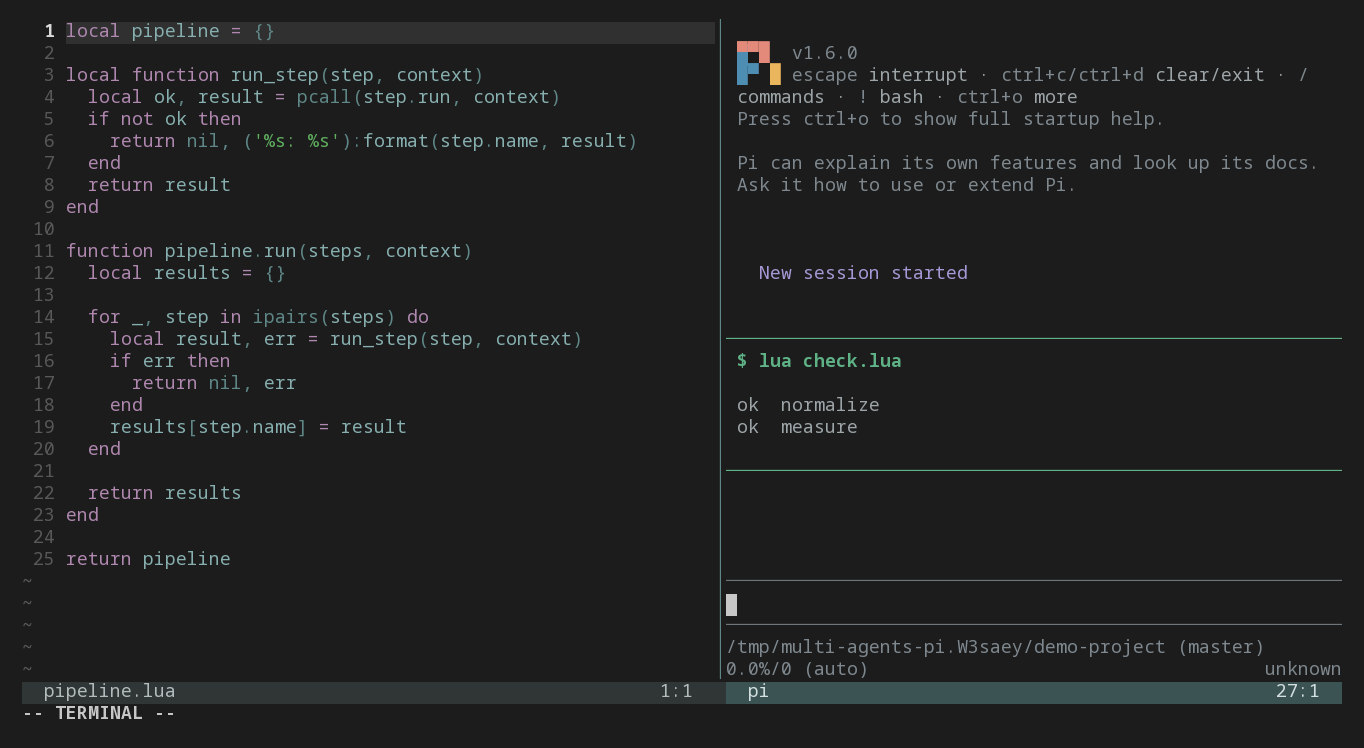 1 local pipeline = {}
2
3 local function run_step(step, context)
4   local ok, result = pcall(step.run, context)
5   if not ok then
6     return nil, ('%s: %s'):format(step.name, result)
7   end
8   return result
9 end
10
11 function pipeline.run(steps, context)
12   local results = {}
13
14   for _, step in ipairs(steps) do
15     local result, err = run_step(step, context)
16     if err then
17       return nil, err
18     end
19     results[step.name] = result
20   end
21
22   return results
23 end
24
25 return pipeline
~
~
~
~
~
pipeline.lua 1:1
v1.6.0
escape interrupt · ctrl+c/ctrl+d clear/exit · /
commands · ! bash · ctrl+o more
Press ctrl+o to show full startup help.
Pi can explain its own features and look up its docs.
Ask it how to use or extend Pi.
New session started
$ lua check.lua
ok  normalize
ok  measure
/tmp/multi-agents-pi.W3saey/demo-project (master)
0.0%/0 (auto) unknown
pi 27:1
-- TERMINAL --